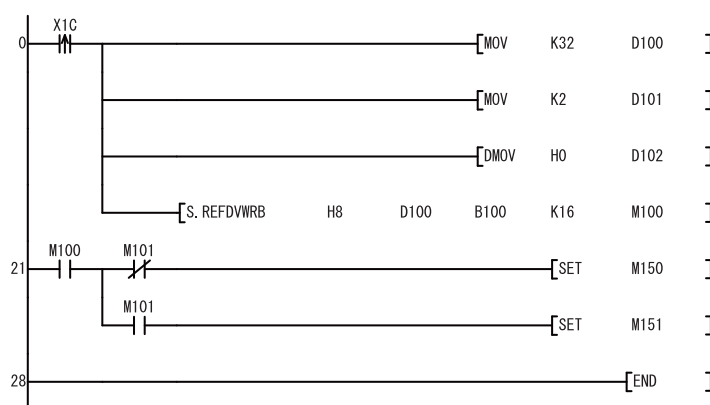 X1C
0 MOV K32 D100
MOV K2 D101
DMOV H0 D102
S.REFDVWRB H8 D100 B100 K16 M100
M100 M101
21 SET M150
M101
SET M151
28 END